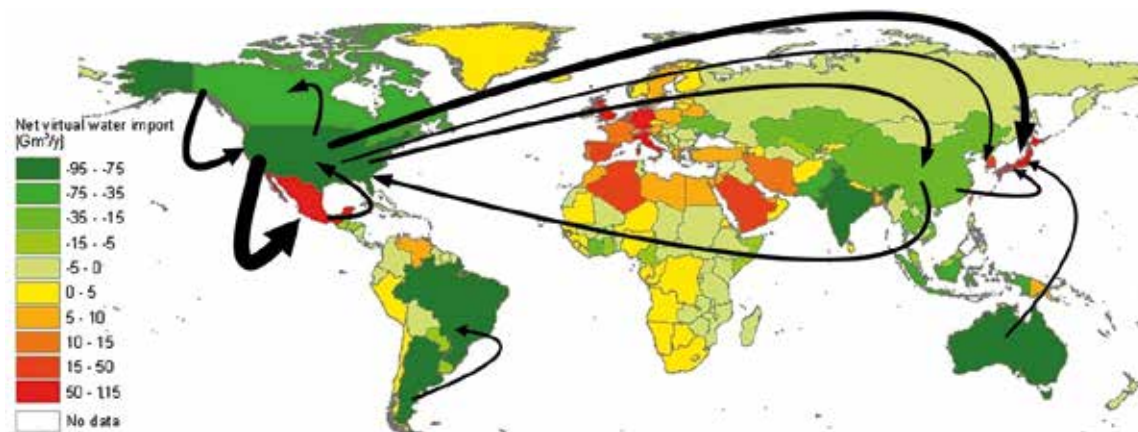 Net virtual water import
[Gm³/y]
-95 - -75
-75 - -35
-35 - -15
-15 - -5
-5 - 0
0 - 5
5 - 10
10 - 15
15 - 50
50 - 115
No data